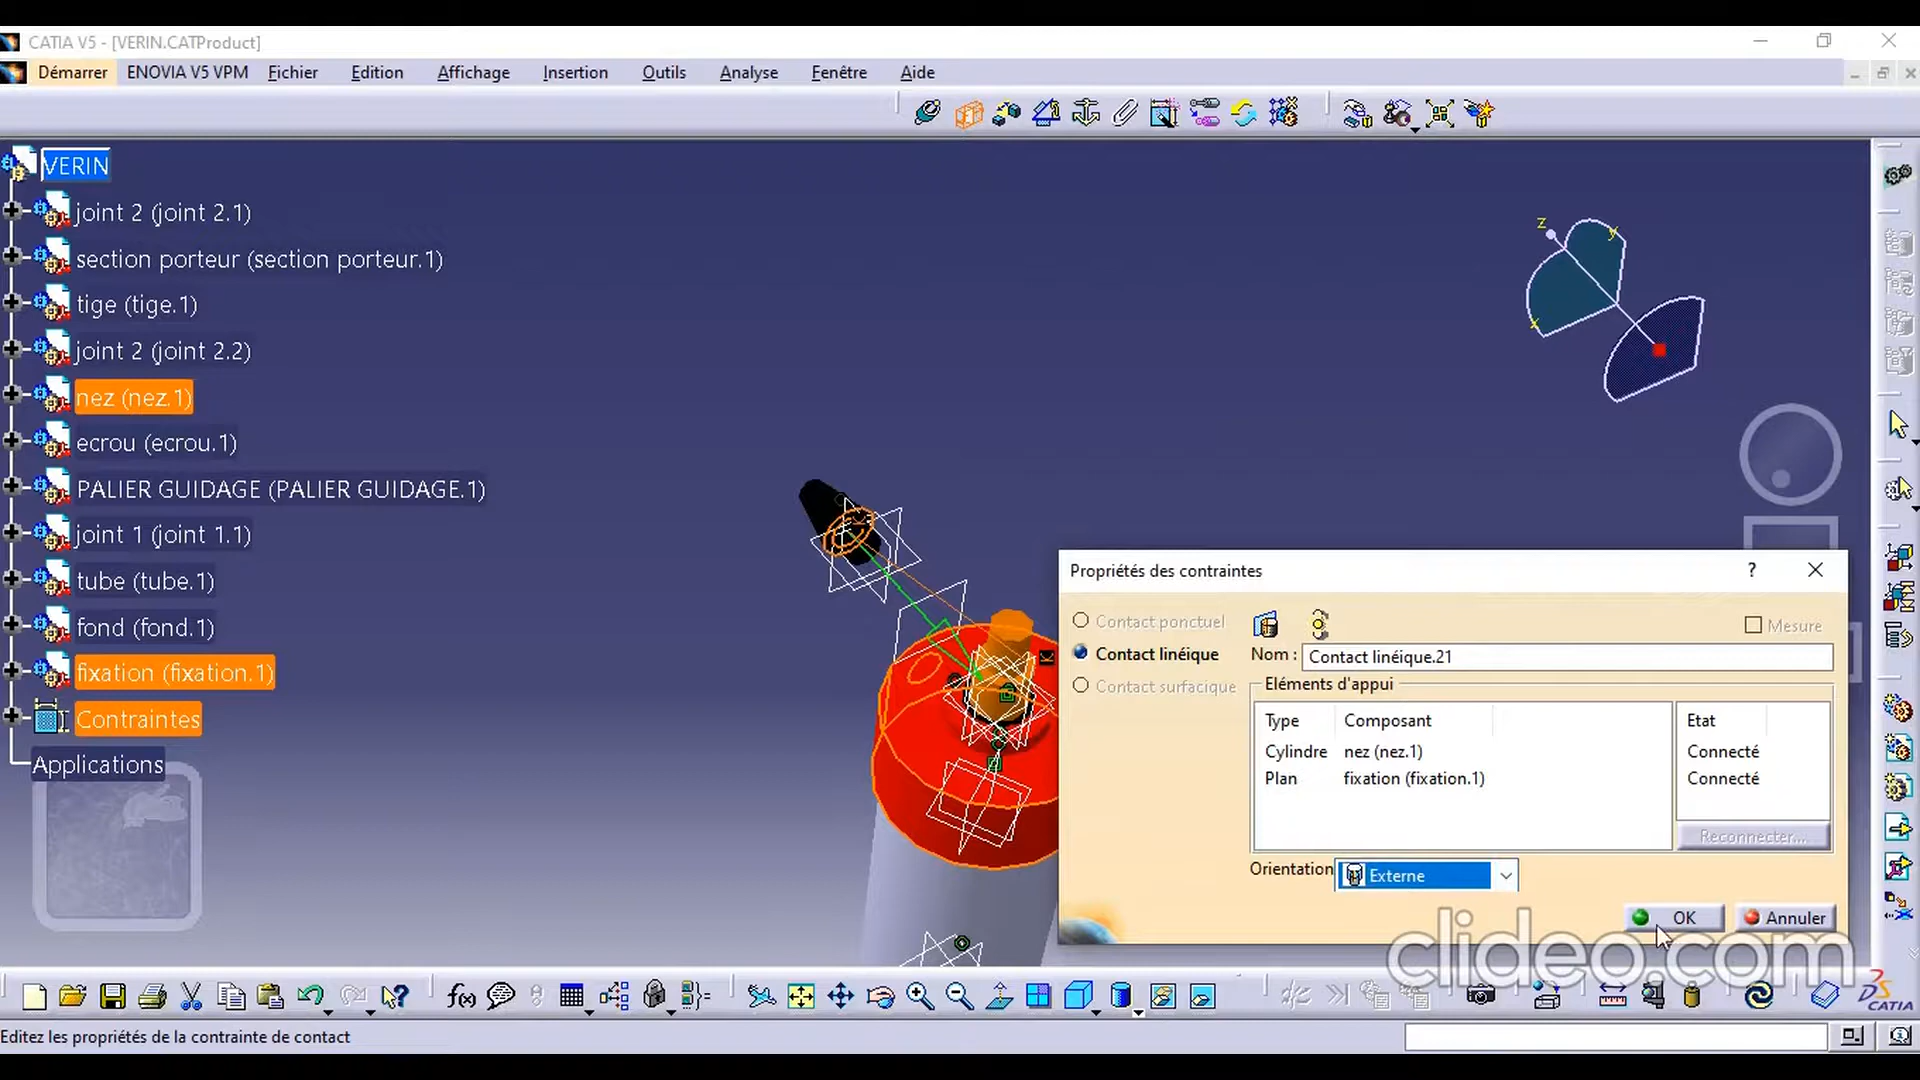 CATIA V5 - [VERIN.CATProduct]
Démarrer ENOVIA V5 VPM Fichier Edition Affichage Insertion Outils Analyse Fenêtre Aide
VERIN
joint 2 (joint 2.1)
section porteur (section porteur.1)
tige (tige.1)
joint 2 (joint 2.2)
nez (nez.1)
ecrou (ecrou.1)
PALIER GUIDAGE (PALIER GUIDAGE.1)
joint 1 (joint 1.1)
tube (tube.1)
fond (fond.1)
fixation (fixation.1)
Contraintes
Applications
z
y
x
Propriétés des contraintes
?
Contact ponctuel
Contact linéique
Contact surfacique
Mesure
Nom : Contact linéique.21
Eléments d'appui
Type Composant Etat
Cylindre nez (nez.1) Connecté
Plan fixation (fixation.1) Connecté
Reconnecter...
Orientation Externe
OK Annuler
clideo.com
f(x)
CATIA
Editez les propriétés de la contrainte de contact